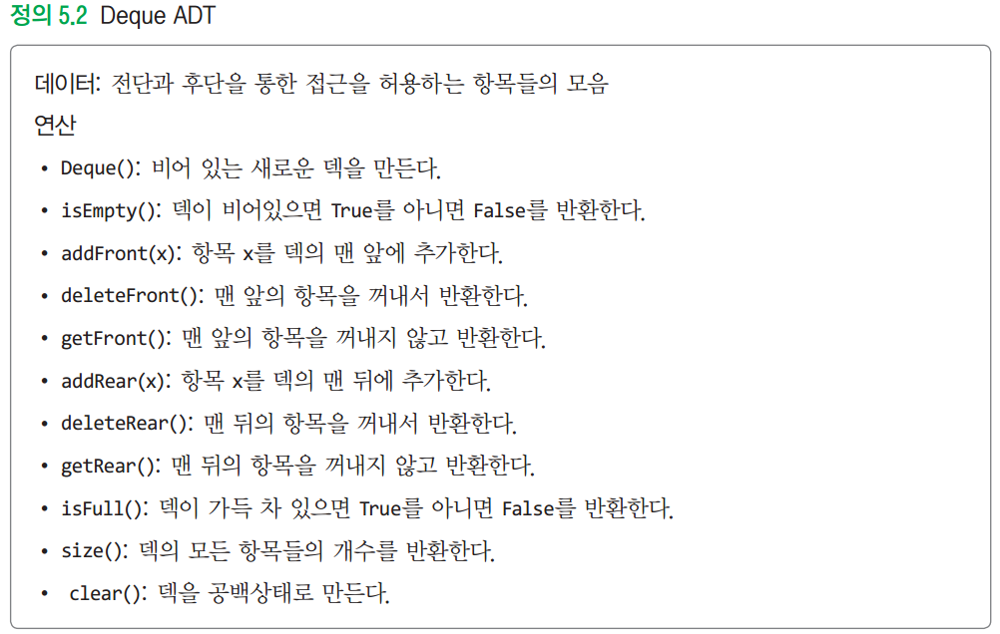 정의 5.2 Deque ADT
데이터: 전단과 후단을 통한 접근을 허용하는 항목들의 모음
연산
• Deque(): 비어 있는 새로운 덱을 만든다.
• isEmpty(): 덱이 비어있으면 True를 아니면 False를 반환한다.
• addFront(x): 항목 x를 덱의 맨 앞에 추가한다.
• deleteFront(): 맨 앞의 항목을 꺼내서 반환한다.
• getFront(): 맨 앞의 항목을 꺼내지 않고 반환한다.
• addRear(x): 항목 x를 덱의 맨 뒤에 추가한다.
• deleteRear(): 맨 뒤의 항목을 꺼내서 반환한다.
• getRear(): 맨 뒤의 항목을 꺼내지 않고 반환한다.
• isFull(): 덱이 가득 차 있으면 True를 아니면 False를 반환한다.
• size(): 덱의 모든 항목들의 개수를 반환한다.
• clear(): 덱을 공백상태로 만든다.